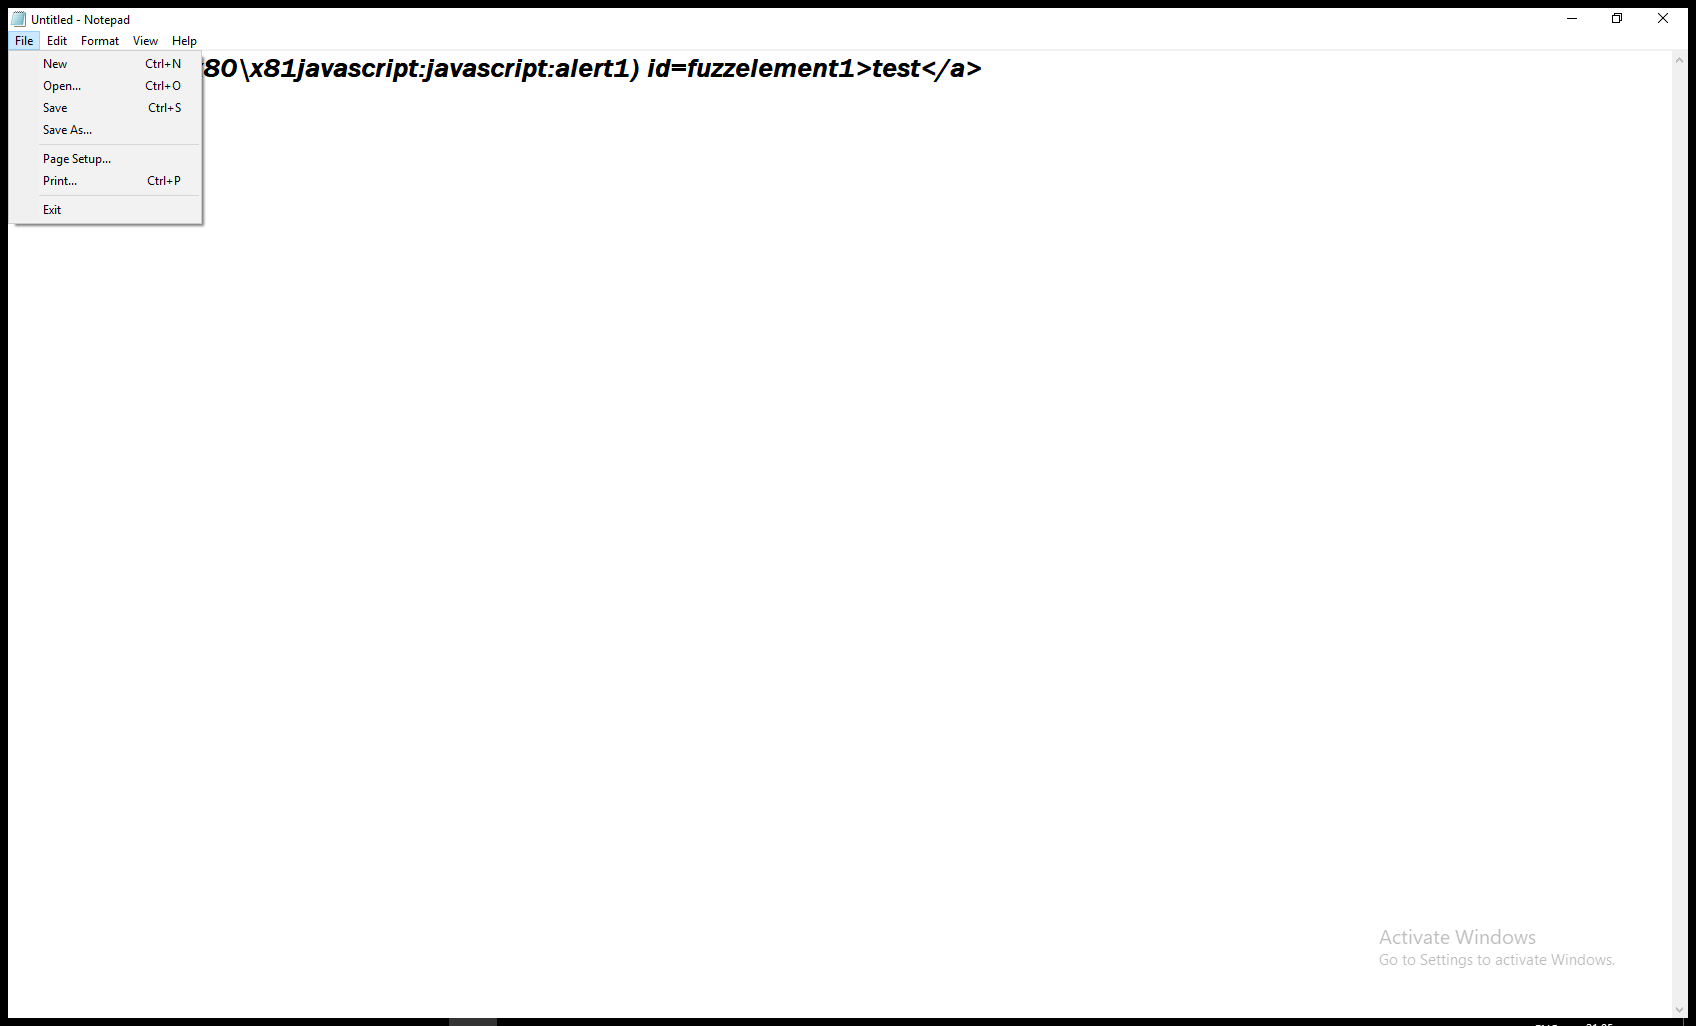 Untitled - Notepad
File Edit Format View Help
80\x81javascript:javascript:alert1) id=fuzzelement1>test</a>
New Ctrl+N
Open... Ctrl+O
Save Ctrl+S
Save As...
Page Setup...
Print... Ctrl+P
Exit
Activate Windows
Go to Settings to activate Windows.